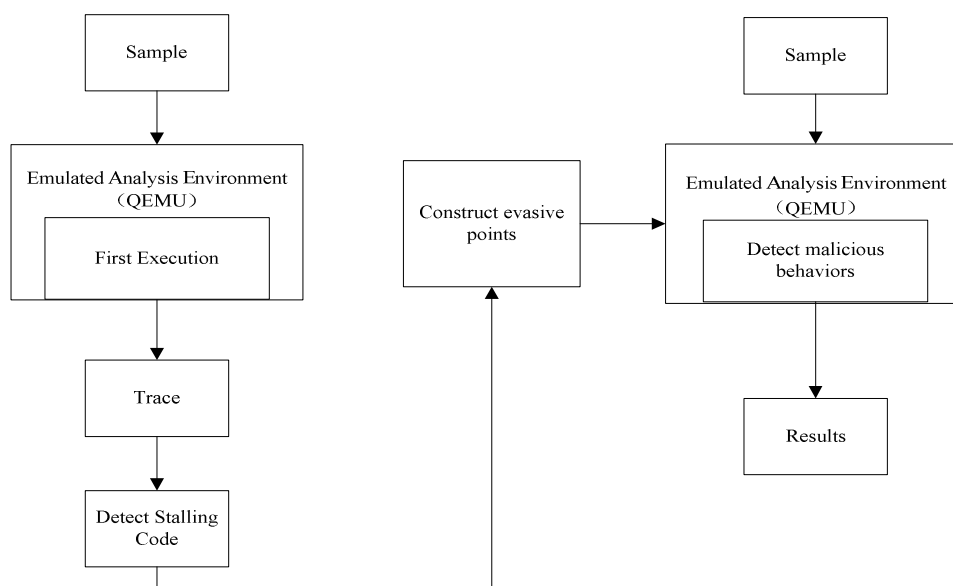 Sample
Emulated Analysis Environment
（QEMU）
First Execution
Trace
Detect Stalling
Code
Construct evasive
points
Sample
Emulated Analysis Environment
（QEMU）
Detect malicious
behaviors
Results